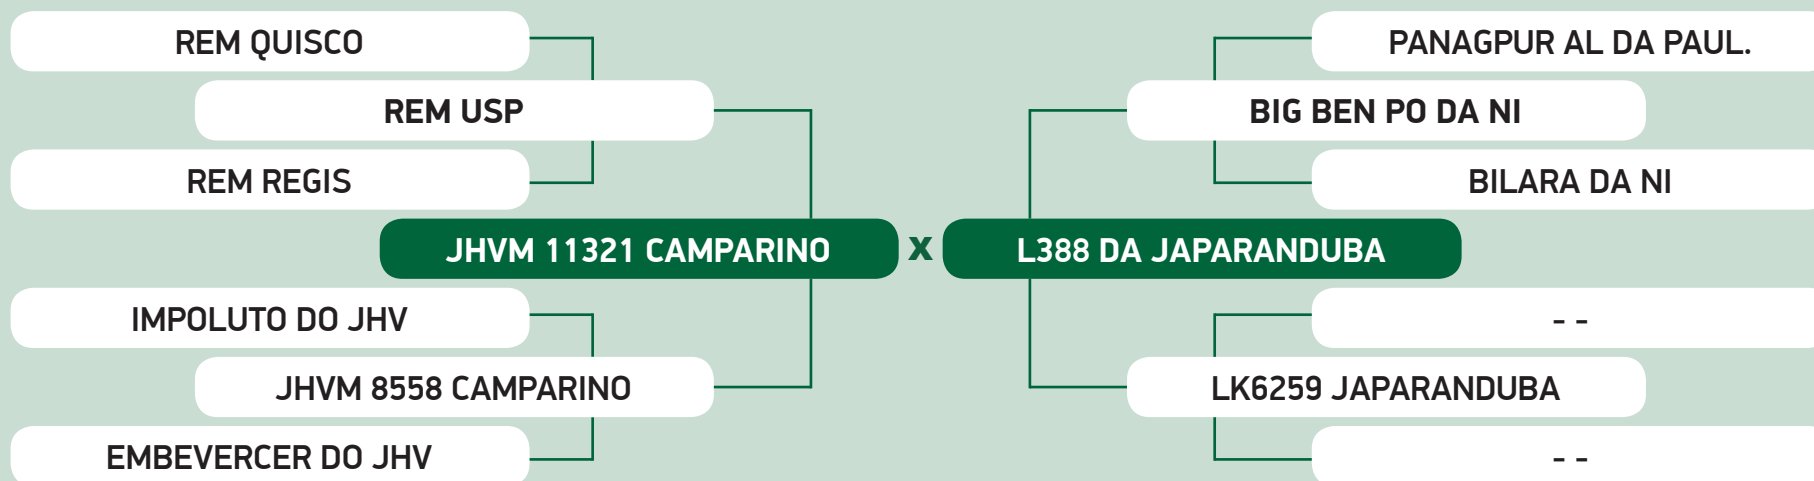 REM QUISCO
PANAGPUR AL DA PAUL.
REM USP
BIG BEN PO DA NI
REM REGIS
BILARA DA NI
JHVM 11321 CAMPARINO x L388 DA JAPARANDUBA
IMPOLUTO DO JHV
- -
JHVM 8558 CAMPARINO
LK6259 JAPARANDUBA
EMBEVERCER DO JHV
- -